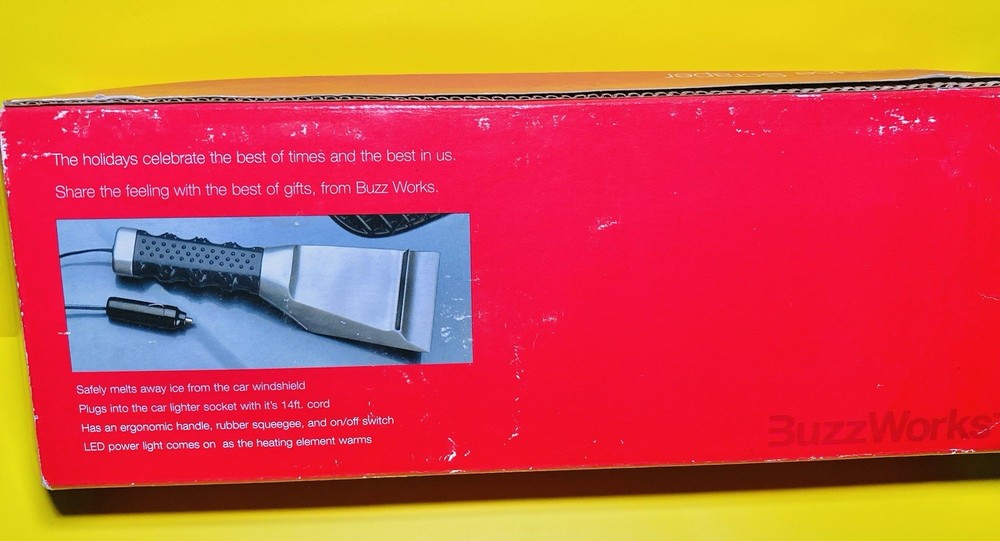 Ice Scraper
The holidays celebrate the best of times and the best in us.
Share the feeling with the best of gifts, from Buzz Works.
Safely melts away ice from the car windshield
Plugs into the car lighter socket with it's 14ft. cord
Has an ergonomic handle, rubber squeegee, and on/off switch
LED power light comes on as the heating element warms
BuzzWorks